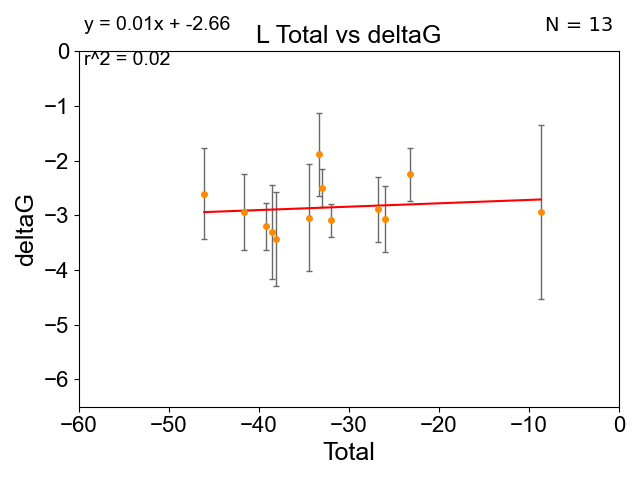 y = 0.01x + -2.66
L Total vs deltaG
N = 13
r^2 = 0.02
0
−1
−2
−3
−4
−5
−6
deltaG
−60
−50
−40
−30
−20
−10
0
Total